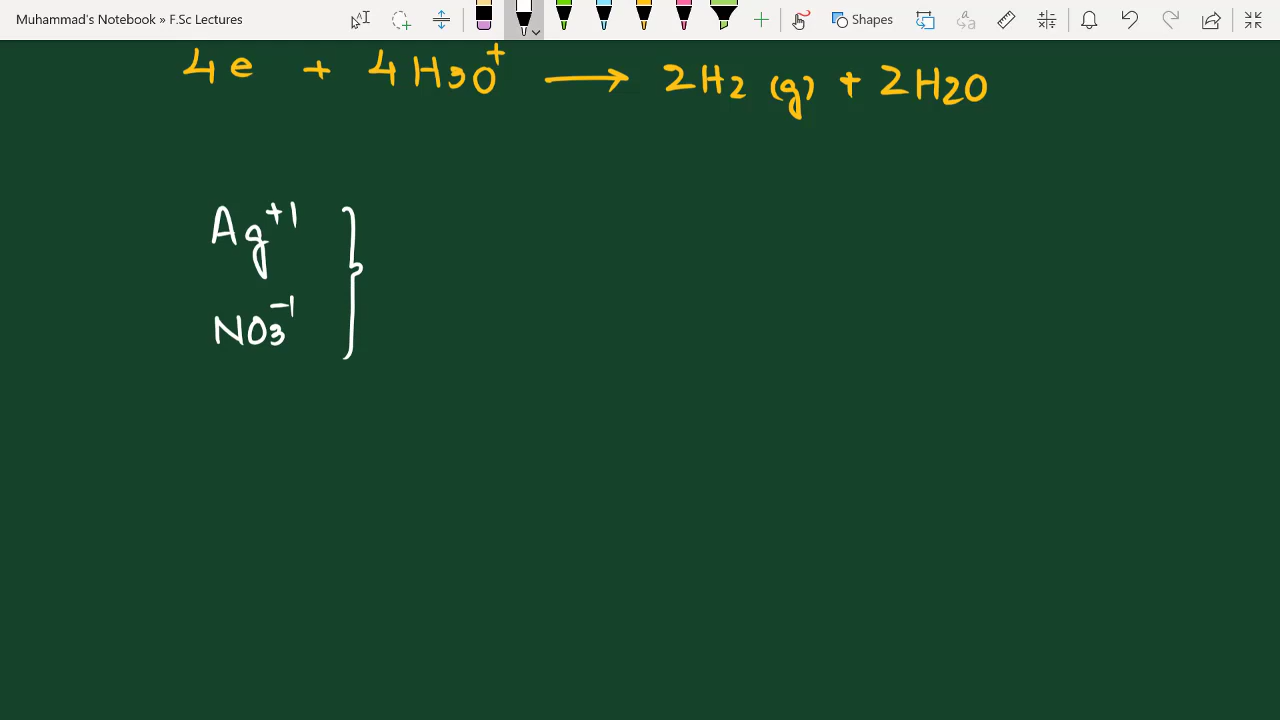 Muhammad's Notebook » F.Sc Lectures
Shapes
4e + 4H3O⁺ ⟶ 2H2 (g) + 2H2O
Ag⁺¹
NO3⁻¹